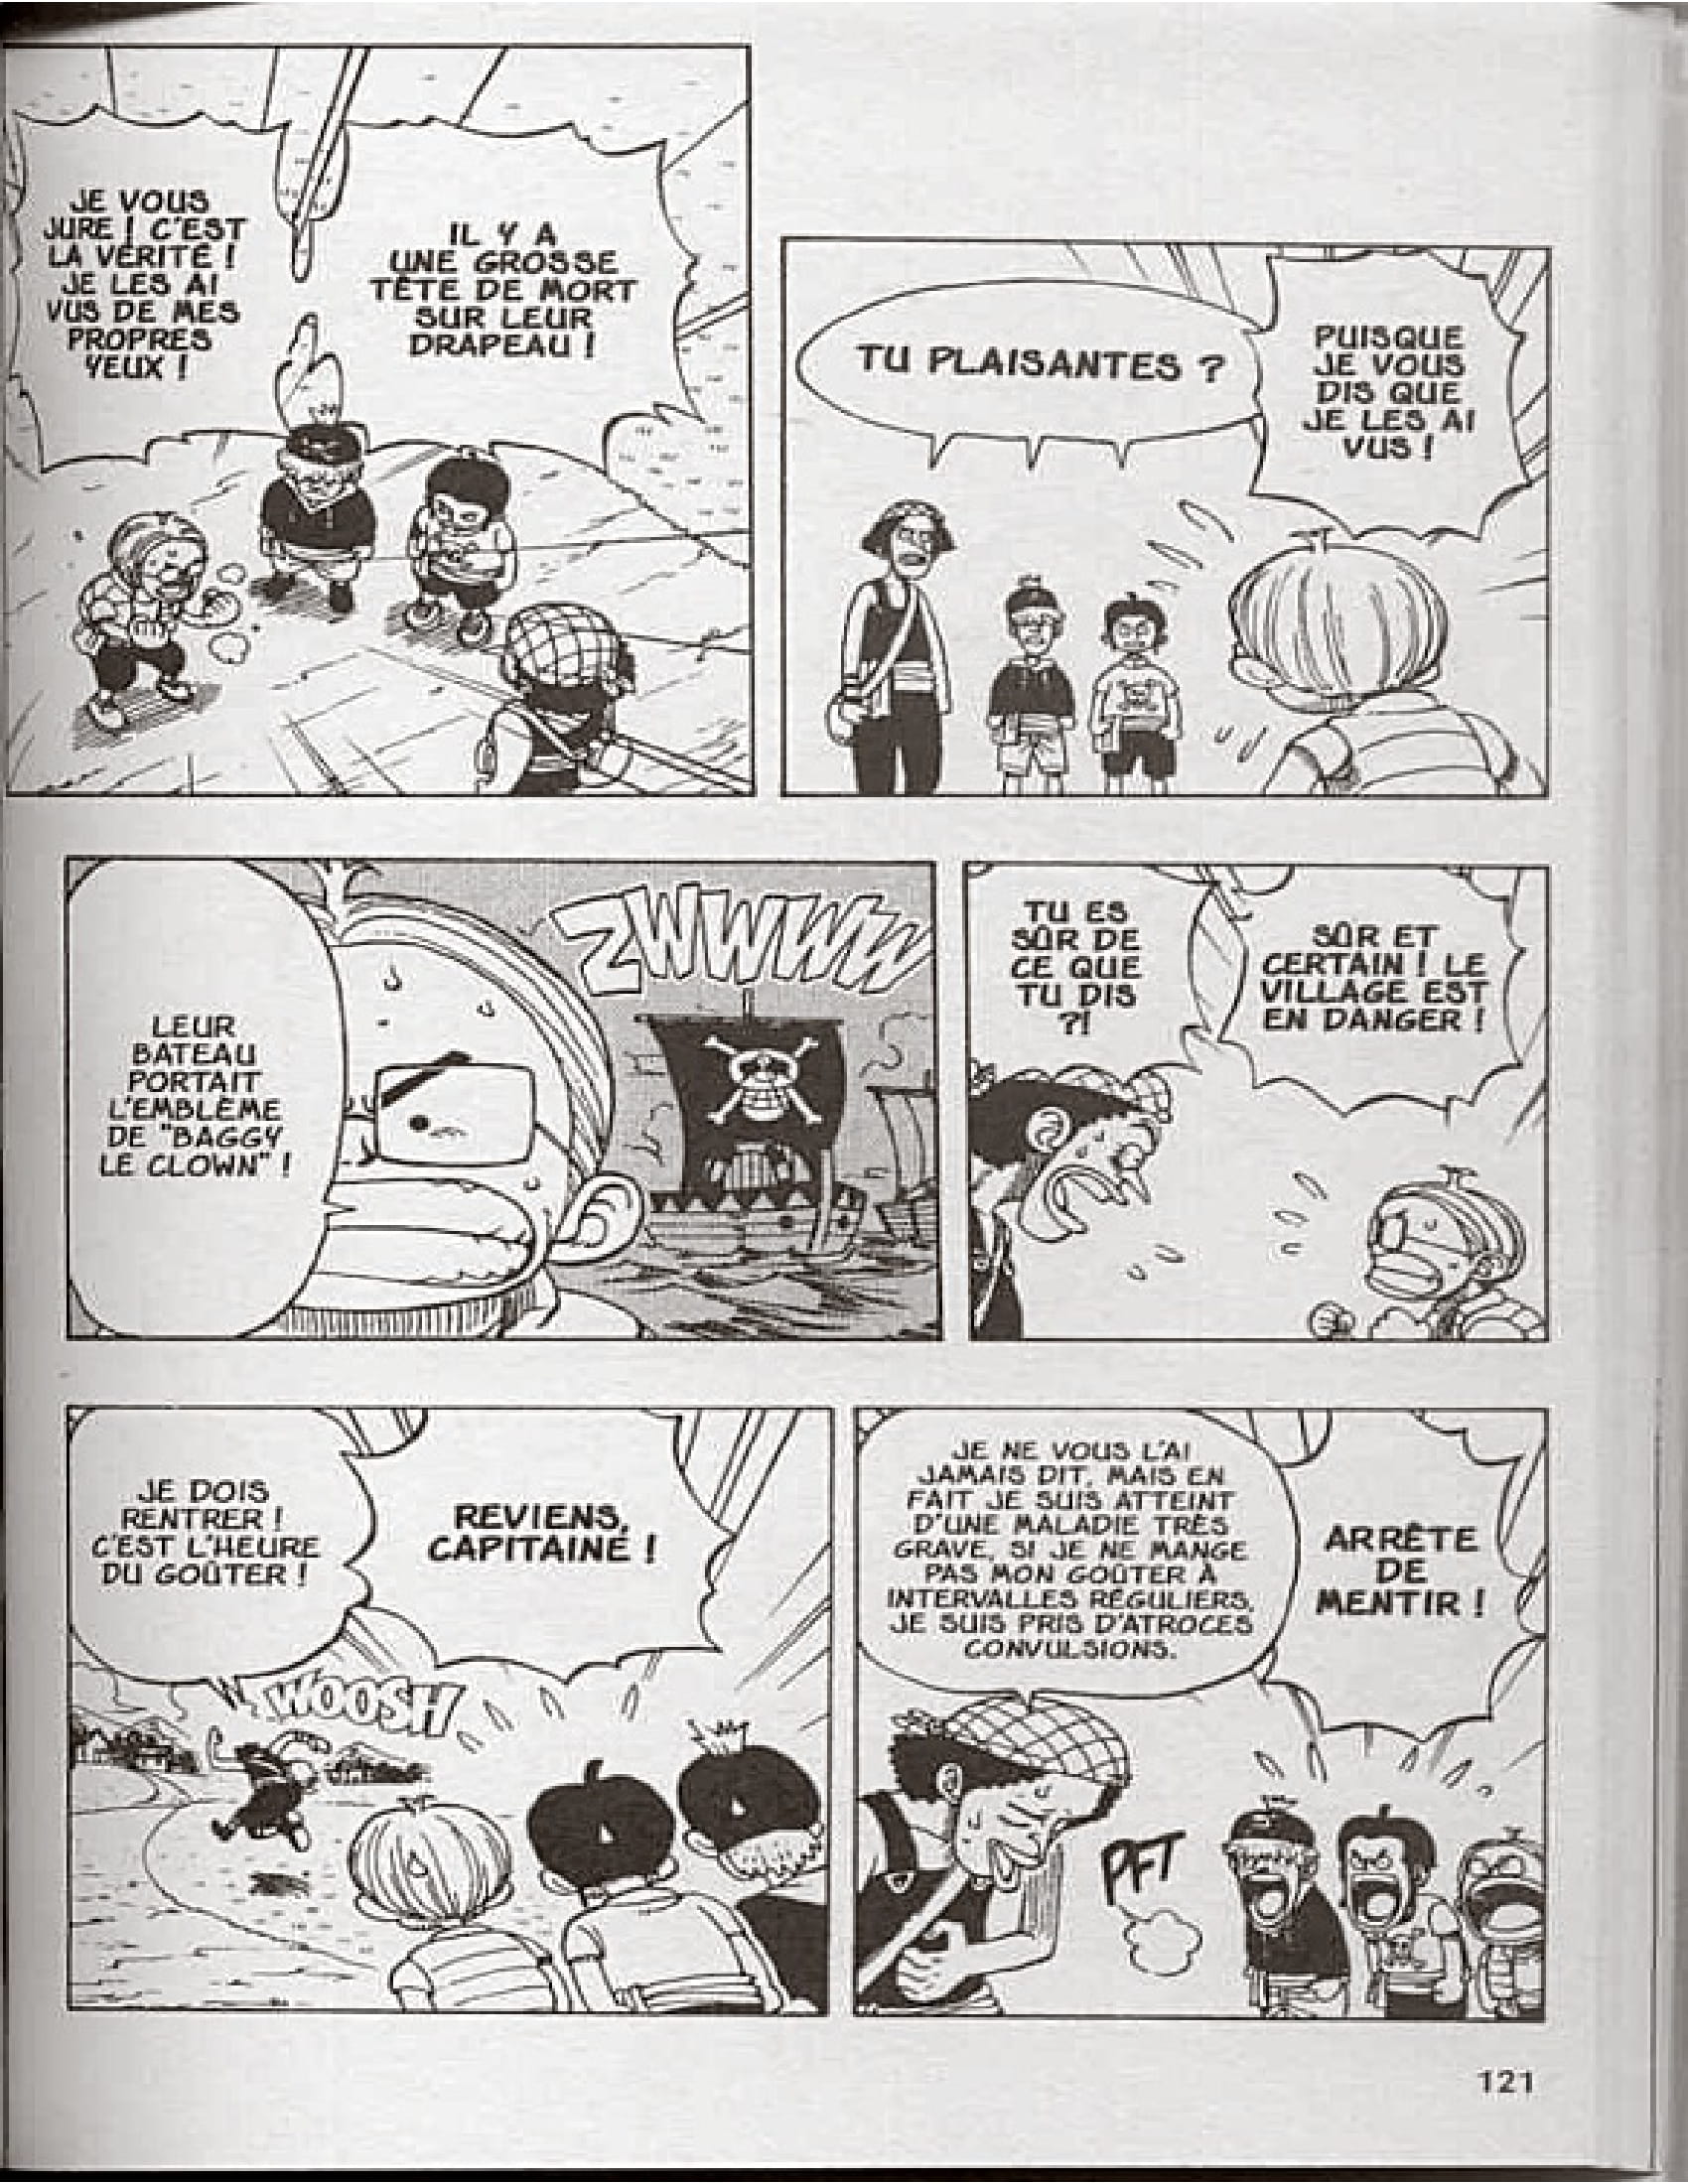 PUISQUE
JE VOUS
DIS QUE
JE LES AI
VUS !
TU PLAISANTES ?
IL Y A
UNE GROSSE
TÊTE DE MORT
SUR LEUR
DRAPEAU !
JE VOUS
JURE ! C'EST
LA VÉRITÉ !
JE LES AI
VUS DE MES
PROPRES
YEUX !
SÛR ET
CERTAIN ! LE
VILLAGE EST
EN DANGER !
TU ES
SÛR DE
CE QUE
TU DIS
?!
ZWWWW
LEUR
BATEAU
PORTAIT
L'EMBLÈME
DE "BAGGY
LE CLOWN" !
ARRÊTE
DE
MENTIR !
JE NE VOUS L'AI
JAMAIS DIT, MAIS EN
FAIT JE SUIS ATTEINT
D'UNE MALADIE TRÈS
GRAVE, SI JE NE MANGE
PAS MON GOÛTER À
INTERVALLES RÉGULIERS,
JE SUIS PRIS D'ATROCES
CONVULSIONS.
PFT
REVIENS,
CAPITAINE !
JE DOIS
RENTRER !
C'EST L'HEURE
DU GOÛTER !
WOOSH
121